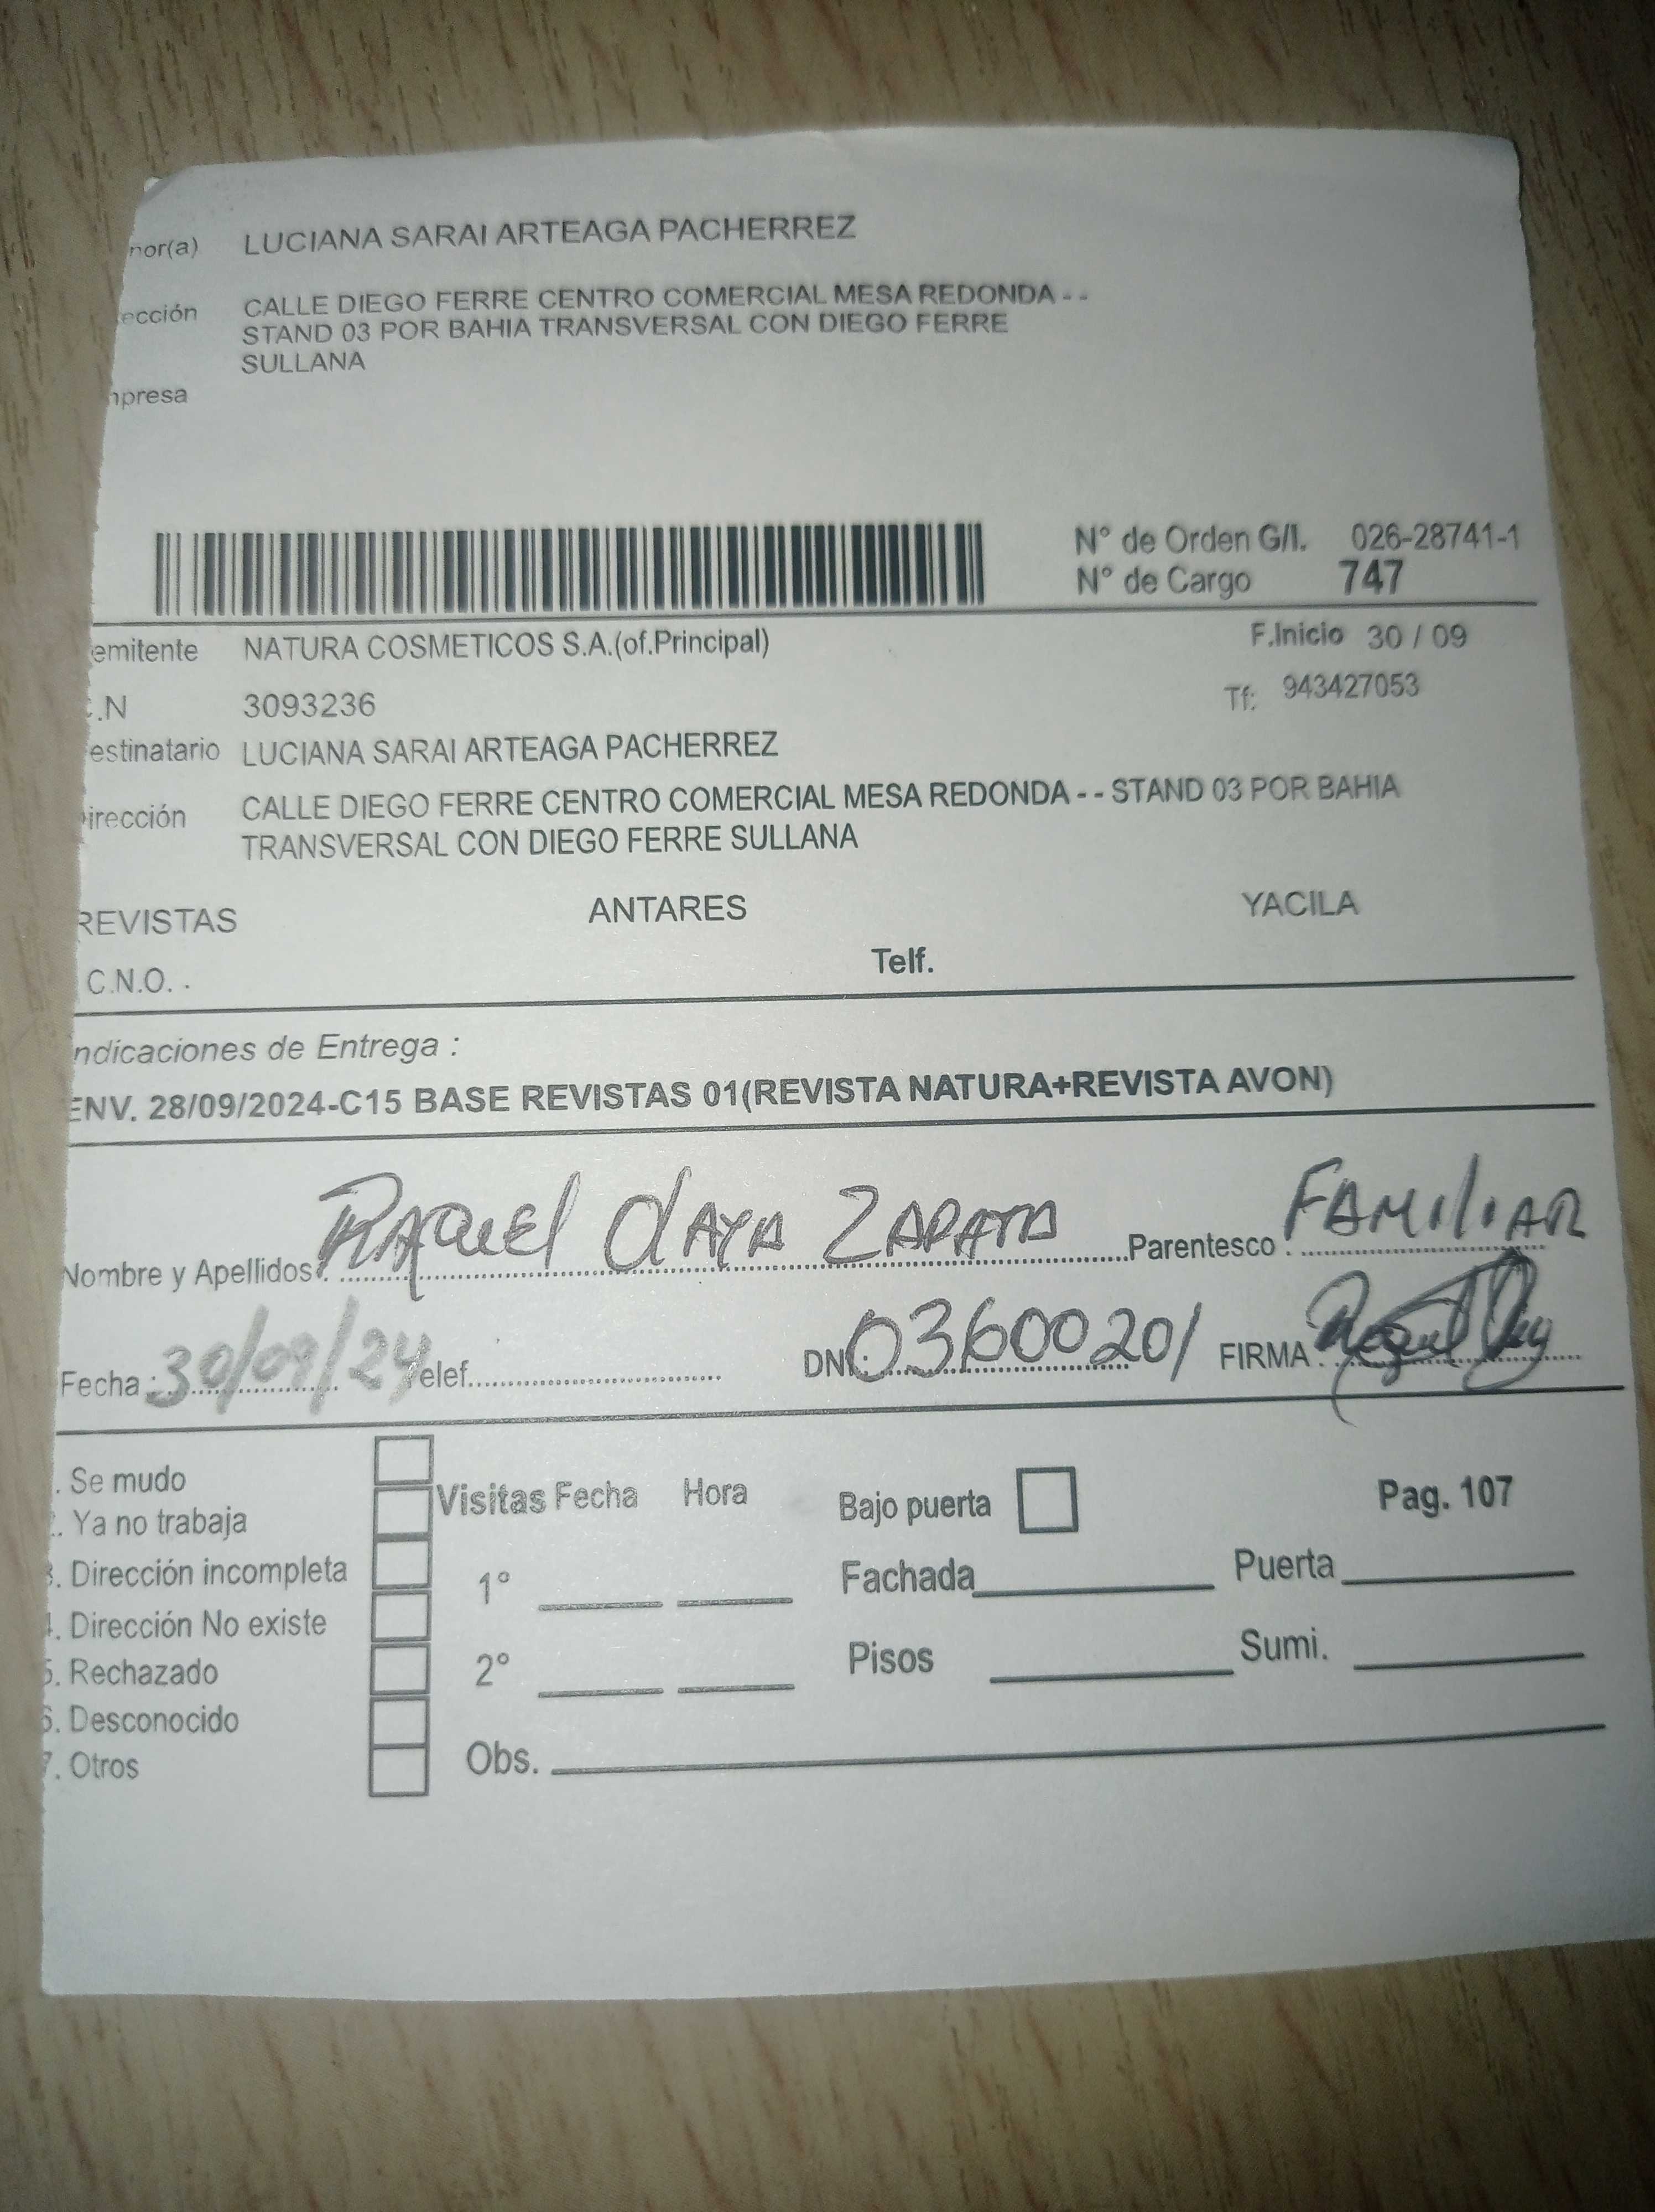 nor(a) LUCIANA SARAI ARTEAGA PACHERREZ
ección CALLE DIEGO FERRE CENTRO COMERCIAL MESA REDONDA - -
STAND 03 POR BAHIA TRANSVERSAL CON DIEGO FERRE
SULLANA
presa
N° de Orden G/I. 026-28741-1
N° de Cargo 747
emitente NATURA COSMETICOS S.A.(of.Principal) F.Inicio 30 / 09
.N 3093236 Tf: 943427053
estinatario LUCIANA SARAI ARTEAGA PACHERREZ
irección CALLE DIEGO FERRE CENTRO COMERCIAL MESA REDONDA - - STAND 03 POR BAHIA
TRANSVERSAL CON DIEGO FERRE SULLANA
REVISTAS ANTARES YACILA
C.N.O. . Telf.
ndicaciones de Entrega :
ENV. 28/09/2024-C15 BASE REVISTAS 01(REVISTA NATURA+REVISTA AVON)
Nombre y Apellidos: RAquel OlAYA ZAPATA Parentesco FAMILIAR
Fecha : 30/09/24 elef. DNI: 03600201 FIRMA
. Se mudo
. Ya no trabaja Visitas Fecha Hora Bajo puerta Pag. 107
3. Dirección incompleta 1° Fachada Puerta
4. Dirección No existe
5. Rechazado 2° Pisos Sumi.
6. Desconocido
7. Otros Obs.